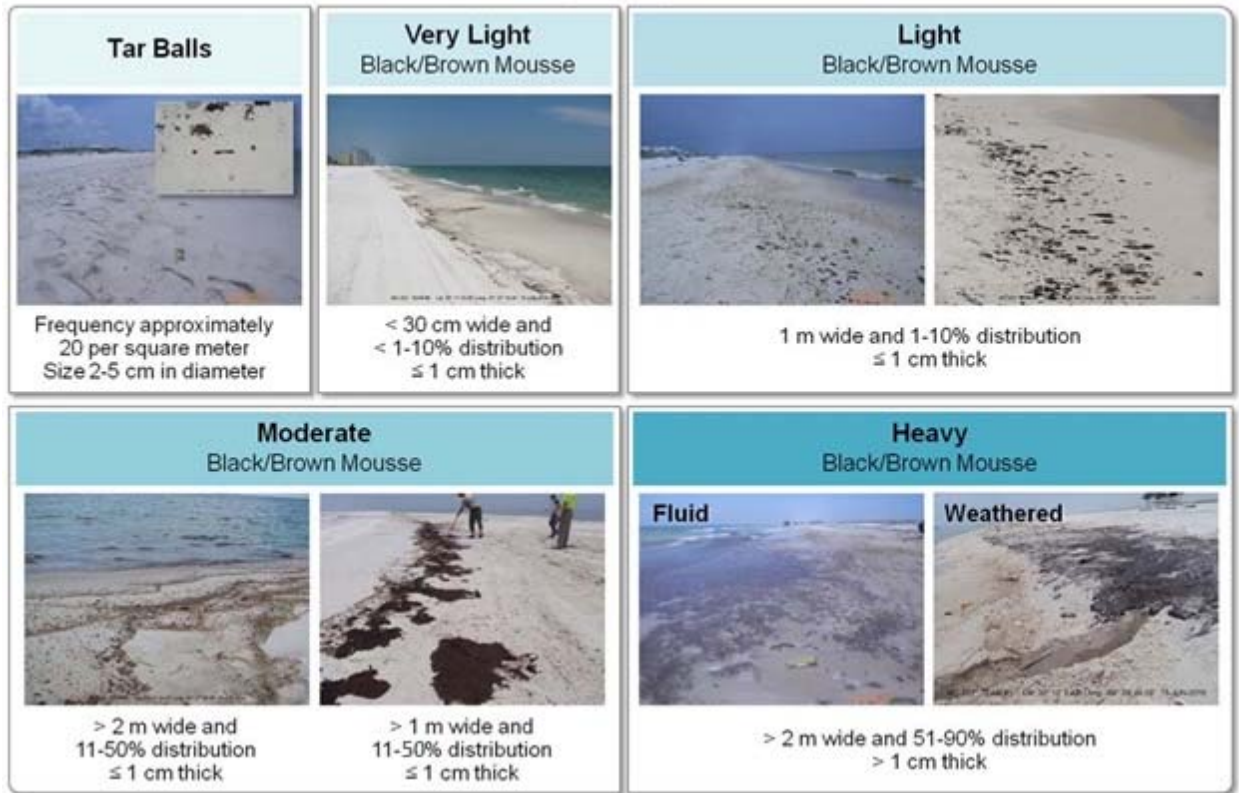 Tar Balls
Frequency approximately
20 per square meter
Size 2-5 cm in diameter
Very Light
Black/Brown Mousse
< 30 cm wide and
< 1-10% distribution
≤ 1 cm thick
Light
Black/Brown Mousse
1 m wide and 1-10% distribution
≤ 1 cm thick
Moderate
Black/Brown Mousse
> 2 m wide and
11-50% distribution
≤ 1 cm thick
> 1 m wide and
11-50% distribution
≤ 1 cm thick
Heavy
Black/Brown Mousse
Fluid
Weathered
> 2 m wide and 51-90% distribution
> 1 cm thick